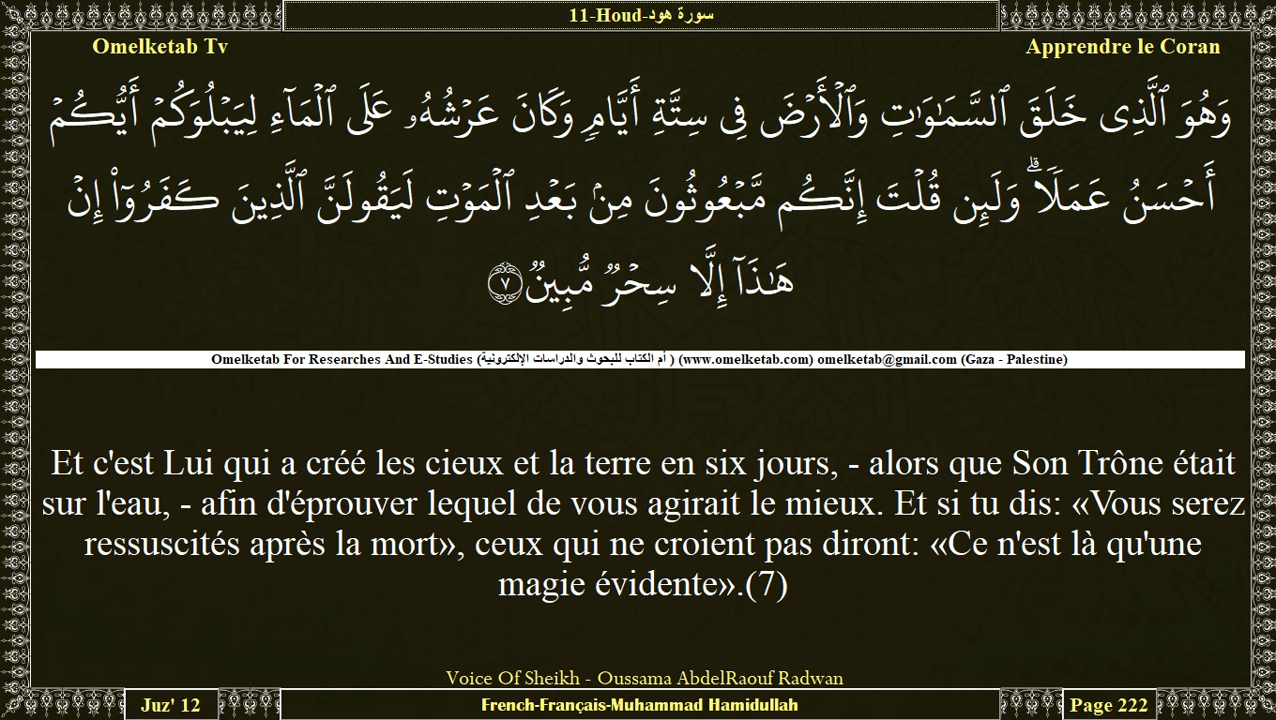 11-Houd-سورة هود
Omelketab Tv
Apprendre le Coran
وَهُوَ ٱلَّذِى خَلَقَ ٱلسَّمَـٰوَٰتِ وَٱلْأَرْضَ فِى سِتَّةِ أَيَّامٍۢ وَكَانَ عَرْشُهُۥ عَلَى ٱلْمَآءِ لِيَبْلُوَكُمْ أَيُّكُمْ
أَحْسَنُ عَمَلًۭا ۗ وَلَئِن قُلْتَ إِنَّكُم مَّبْعُوثُونَ مِنۢ بَعْدِ ٱلْمَوْتِ لَيَقُولَنَّ ٱلَّذِينَ كَفَرُوٓا۟ إِنْ
هَـٰذَآ إِلَّا سِحْرٌۭ مُّبِينٌۭ ٧
Omelketab For Researches And E-Studies (أم الكتاب للبحوث والدراسات الإلكترونية ) (www.omelketab.com) omelketab@gmail.com (Gaza - Palestine)
Et c'est Lui qui a créé les cieux et la terre en six jours, - alors que Son Trône était
sur l'eau, - afin d'éprouver lequel de vous agirait le mieux. Et si tu dis: «Vous serez
ressuscités après la mort», ceux qui ne croient pas diront: «Ce n'est là qu'une
magie évidente».(7)
Voice Of Sheikh - Oussama AbdelRaouf Radwan
Juz' 12
French-Français-Muhammad Hamidullah
Page 222